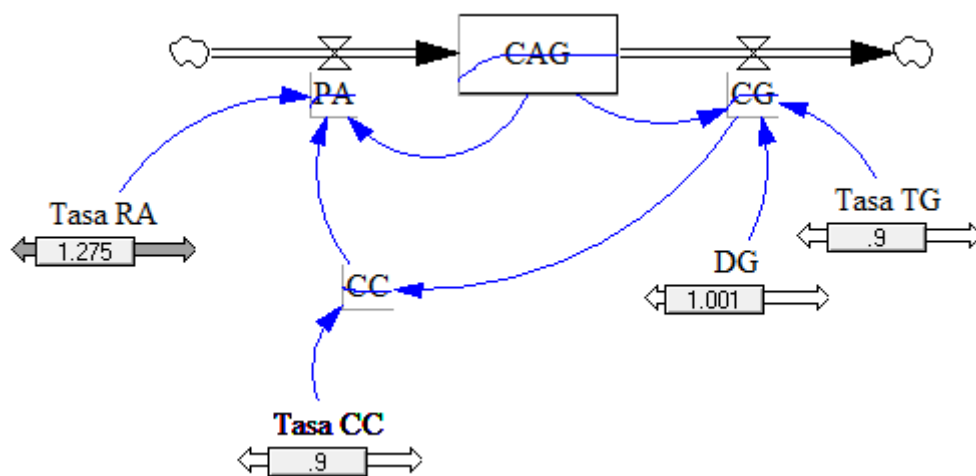 CAG
PA
CG
Tasa RA
1.275
Tasa TG
.9
DG
1.001
CC
Tasa CC
.9